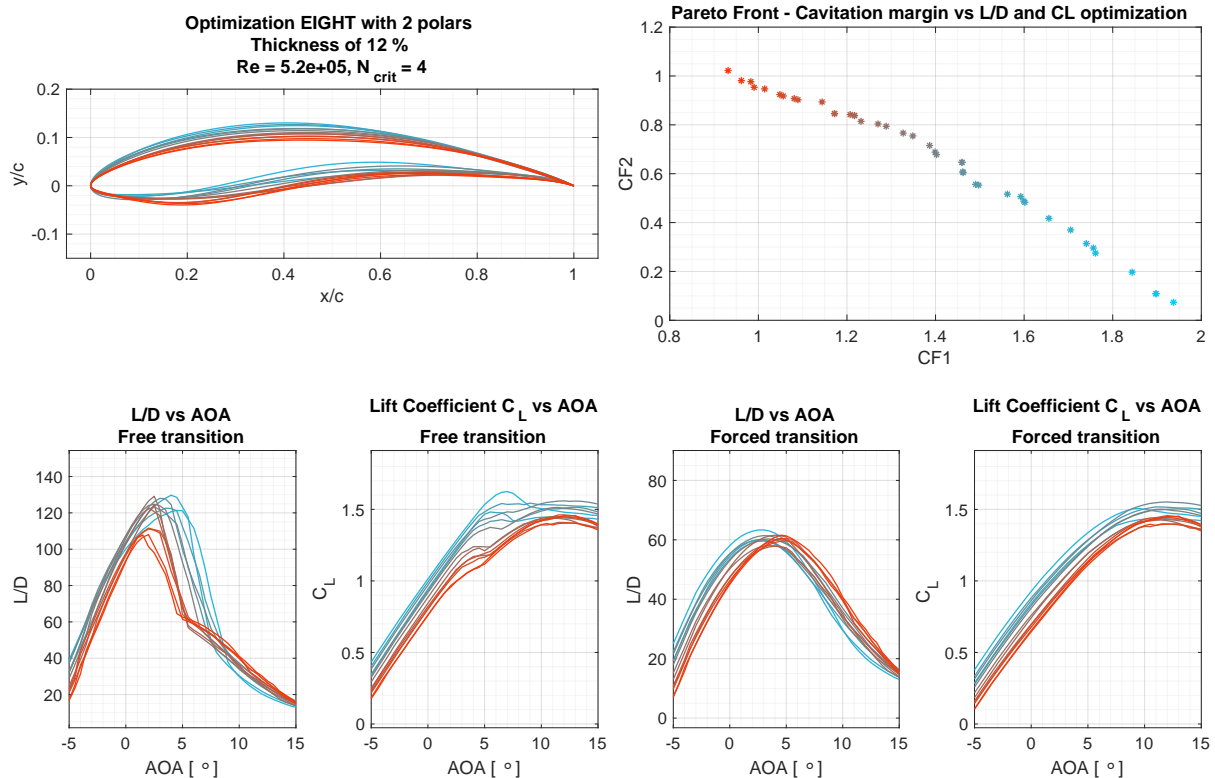 Optimization EIGHT with 2 polars
Thickness of 12 %
Re = 5.2e+05, N_crit = 4
0.2
0.1
0
-0.1
y/c
0
0.2
0.4
0.6
0.8
1
x/c
Pareto Front - Cavitation margin vs L/D and CL optimization
1.2
1
0.8
0.6
0.4
0.2
0
CF2
0.8
1
1.2
1.4
1.6
1.8
2
CF1
L/D vs AOA
Free transition
140
120
100
80
60
40
20
L/D
-5
0
5
10
15
AOA [ º]
Lift Coefficient C_L vs AOA
Free transition
1.5
1
0.5
0
C_L
-5
0
5
10
15
AOA [ º]
L/D vs AOA
Forced transition
80
60
40
20
0
L/D
-5
0
5
10
15
AOA [ º]
Lift Coefficient C_L vs AOA
Forced transition
1.5
1
0.5
0
C_L
-5
0
5
10
15
AOA [ º]